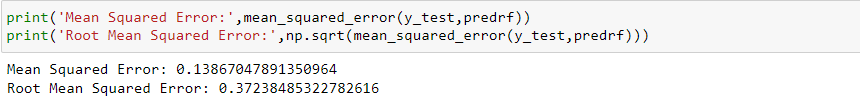 print('Mean Squared Error:',mean_squared_error(y_test,predrf))
print('Root Mean Squared Error:',np.sqrt(mean_squared_error(y_test,predrf)))
Mean Squared Error: 0.13867047891350964
Root Mean Squared Error: 0.37238485322782616